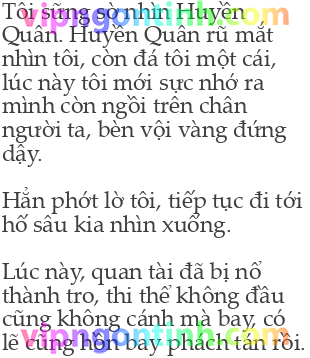 Tôi sững sờ nhìn Huyền
Quân. Huyền Quân rũ mắt
nhìn tôi, còn đá tôi một cái,
lúc này tôi mới sực nhớ ra
mình còn ngồi trên chân
người ta, bèn vội vàng đứng
dậy.
Hẳn phớt lờ tôi, tiếp tục đi tới
hố sâu kia nhìn xuống.
Lúc này, quan tài đã bị nổ
thành tro, thi thể không đầu
cũng không cánh mà bay, có
lẽ cũng hồn bay phách tán rồi.
vipngontinh.com
vipngontinh.com